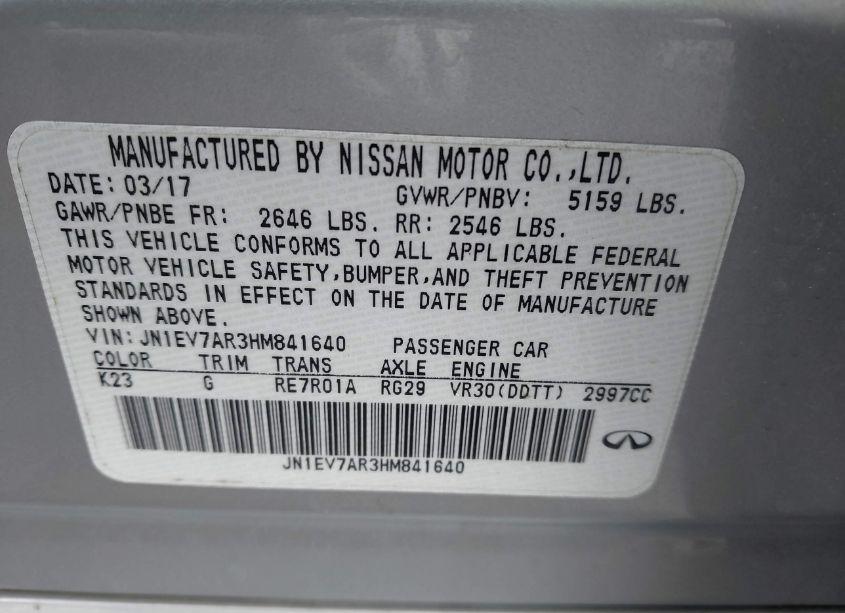 MANUFACTURED BY NISSAN MOTOR CO.,LTD.
DATE: 03/17 GVWR/PNBV: 5159 LBS.
GAWR/PNBE FR: 2646 LBS. RR: 2546 LBS.
THIS VEHICLE CONFORMS TO ALL APPLICABLE FEDERAL
MOTOR VEHICLE SAFETY,BUMPER,AND THEFT PREVENTION
STANDARDS IN EFFECT ON THE DATE OF MANUFACTURE
SHOWN ABOVE.
VIN: JN1EV7AR3HM841640 PASSENGER CAR
COLOR TRIM TRANS AXLE ENGINE
K23 G RE7R01A RG29 VR30(DDTT) 2997CC
JN1EV7AR3HM841640